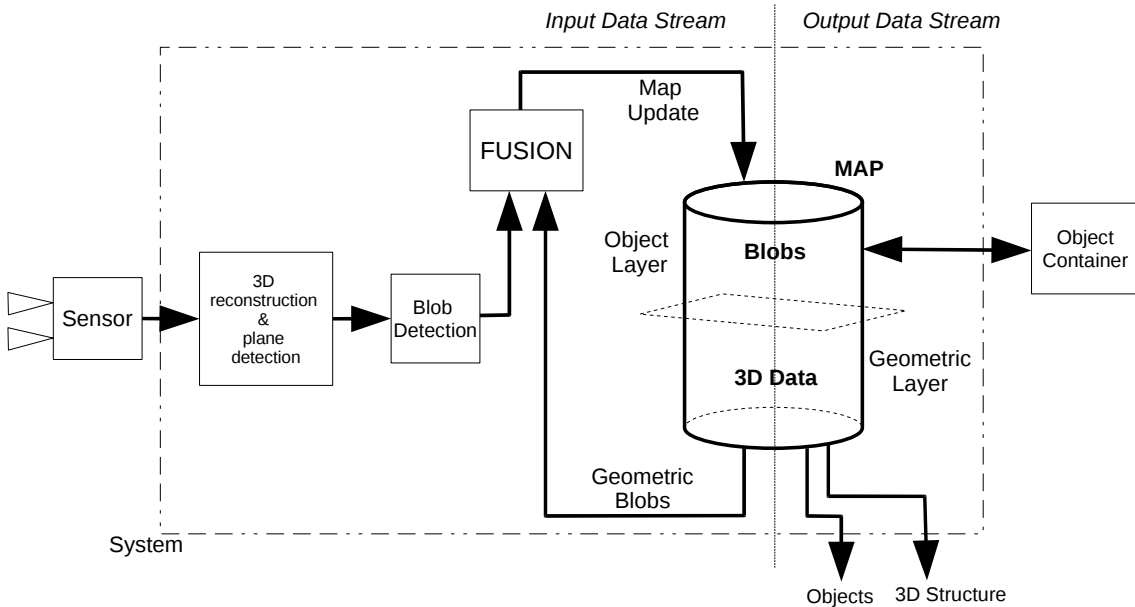 Input Data Stream
Output Data Stream
Map
Update
FUSION
MAP
Object
Layer
Blobs
Object
Container
Sensor
3D
reconstruction
&
plane
detection
Blob
Detection
3D Data
Geometric
Layer
Geometric
Blobs
System
Objects
3D Structure